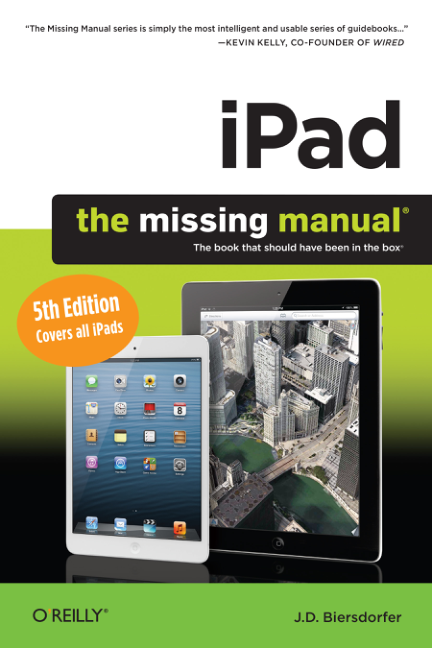 “The Missing Manual series is simply the most intelligent and usable series of guidebooks...”
—KEVIN KELLY, CO-FOUNDER OF WIRED
iPad
the missing manual®
The book that should have been in the box®
5th Edition
Covers all iPads
O'REILLY®
J.D. Biersdorfer